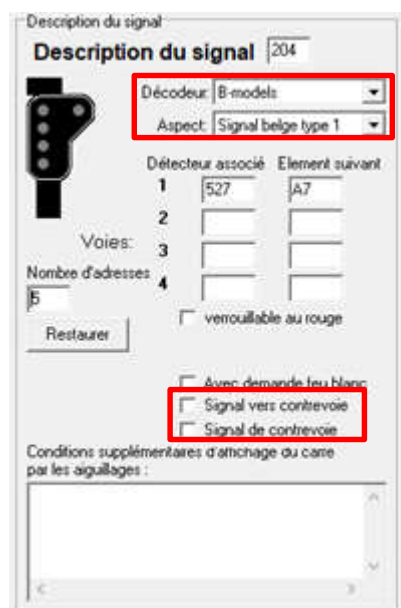 Description du signal
Description du signal 204
Décodeur: B-models
Aspect: Signal belge type 1
Détecteur associé Element suivant
1 527 A7
2
Voies: 3
Nombre d'adresses 4
5
verrouillable au rouge
Restaurer
Avec demande feu blanc
Signal vers contrevoie
Signal de contrevoie
Conditions supplémentaires d'affichage du carre
par les aiguillages :